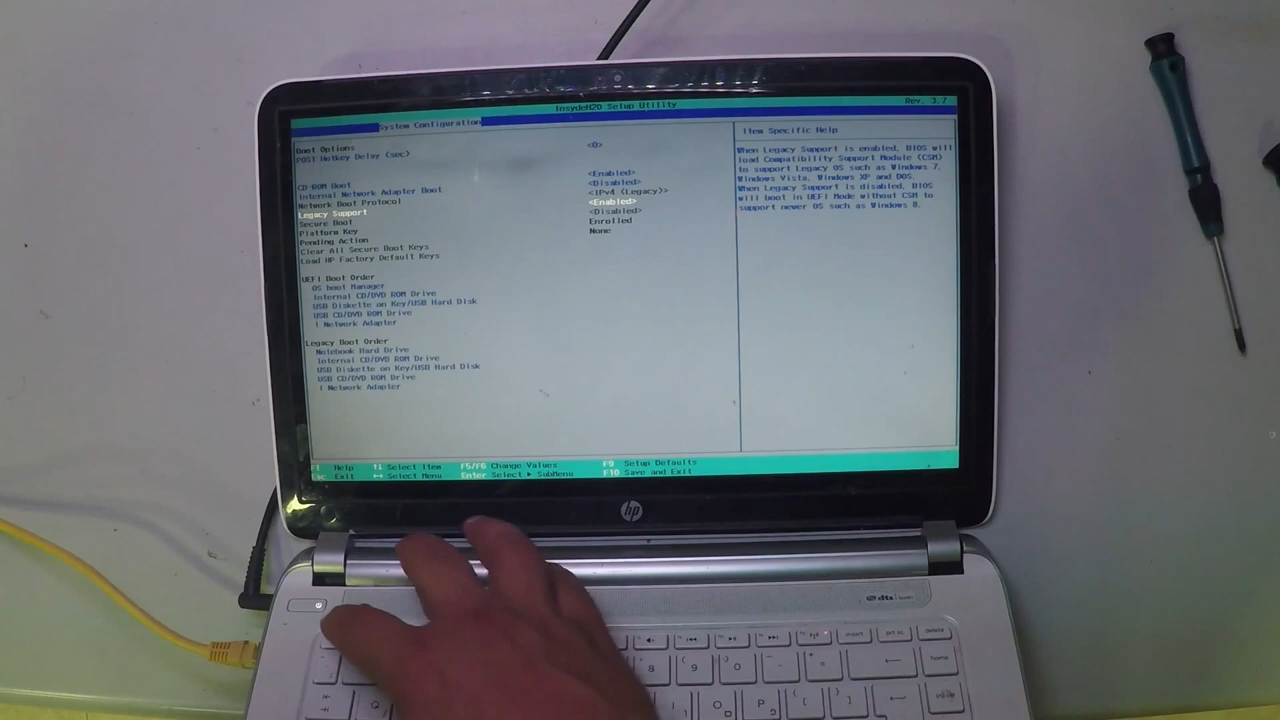 InsydeH2O Setup Utility
Rev. 3.7
System Configuration
Boot Options
POST Hotkey Delay (sec) <0>
CD-ROM Boot <Enabled>
Internal Network Adapter Boot <Disabled>
Network Boot Protocol <IPv4 (Legacy)>
Legacy Support <Enabled>
Secure Boot <Disabled>
Platform Key Enrolled
Pending Action None
Clear All Secure Boot Keys
Load HP Factory Default Keys
UEFI Boot Order
OS boot Manager
Internal CD/DVD ROM Drive
USB Diskette on Key/USB Hard Disk
USB CD/DVD ROM Drive
! Network Adapter
Legacy Boot Order
Notebook Hard Drive
Internal CD/DVD ROM Drive
USB Diskette on Key/USB Hard Disk
USB CD/DVD ROM Drive
! Network Adapter
Item Specific Help
When Legacy Support is enabled, BIOS will
load Compatibility Support Module (CSM)
to support Legacy OS such as Windows 7,
Windows Vista, Windows XP and DOS.
When Legacy Support is disabled, BIOS
will boot in UEFI Mode without CSM to
support newer OS such as Windows 8.
F1 Help ↑↓ Select Item F5/F6 Change Values F9 Setup Defaults
Esc Exit ↔ Select Menu Enter Select ▶ SubMenu F10 Save and Exit
hp
dts
insert
prt sc
delete
8
( 9
) 0
- -
+ =
home
Q
O
P
{ [
} ]